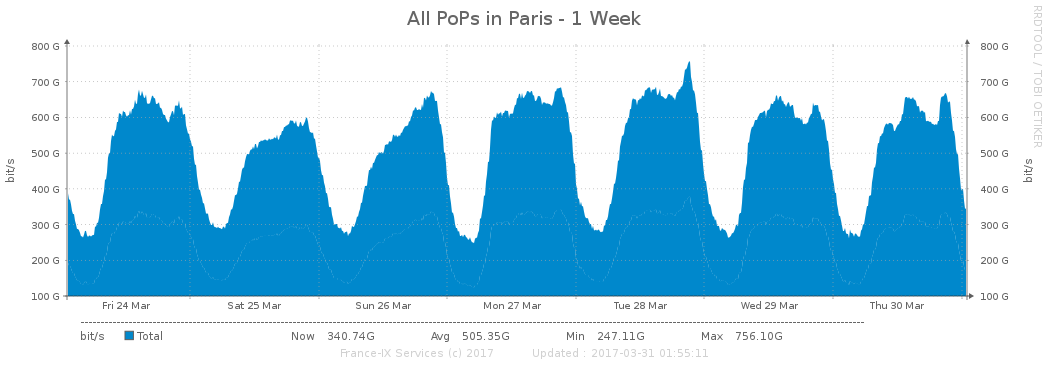 All PoPs in Paris - 1 Week
RRDTOOL / TOBI OETIKER
bit/s
800 G
700 G
600 G
500 G
400 G
300 G
200 G
100 G
800 G
700 G
600 G
500 G
400 G
300 G
200 G
100 G
bit/s
Fri 24 Mar Sat 25 Mar Sun 26 Mar Mon 27 Mar Tue 28 Mar Wed 29 Mar Thu 30 Mar
bit/s Total Now 340.74G Avg 505.35G Min 247.11G Max 756.10G
France-IX Services (c) 2017 Updated : 2017-03-31 01:55:11